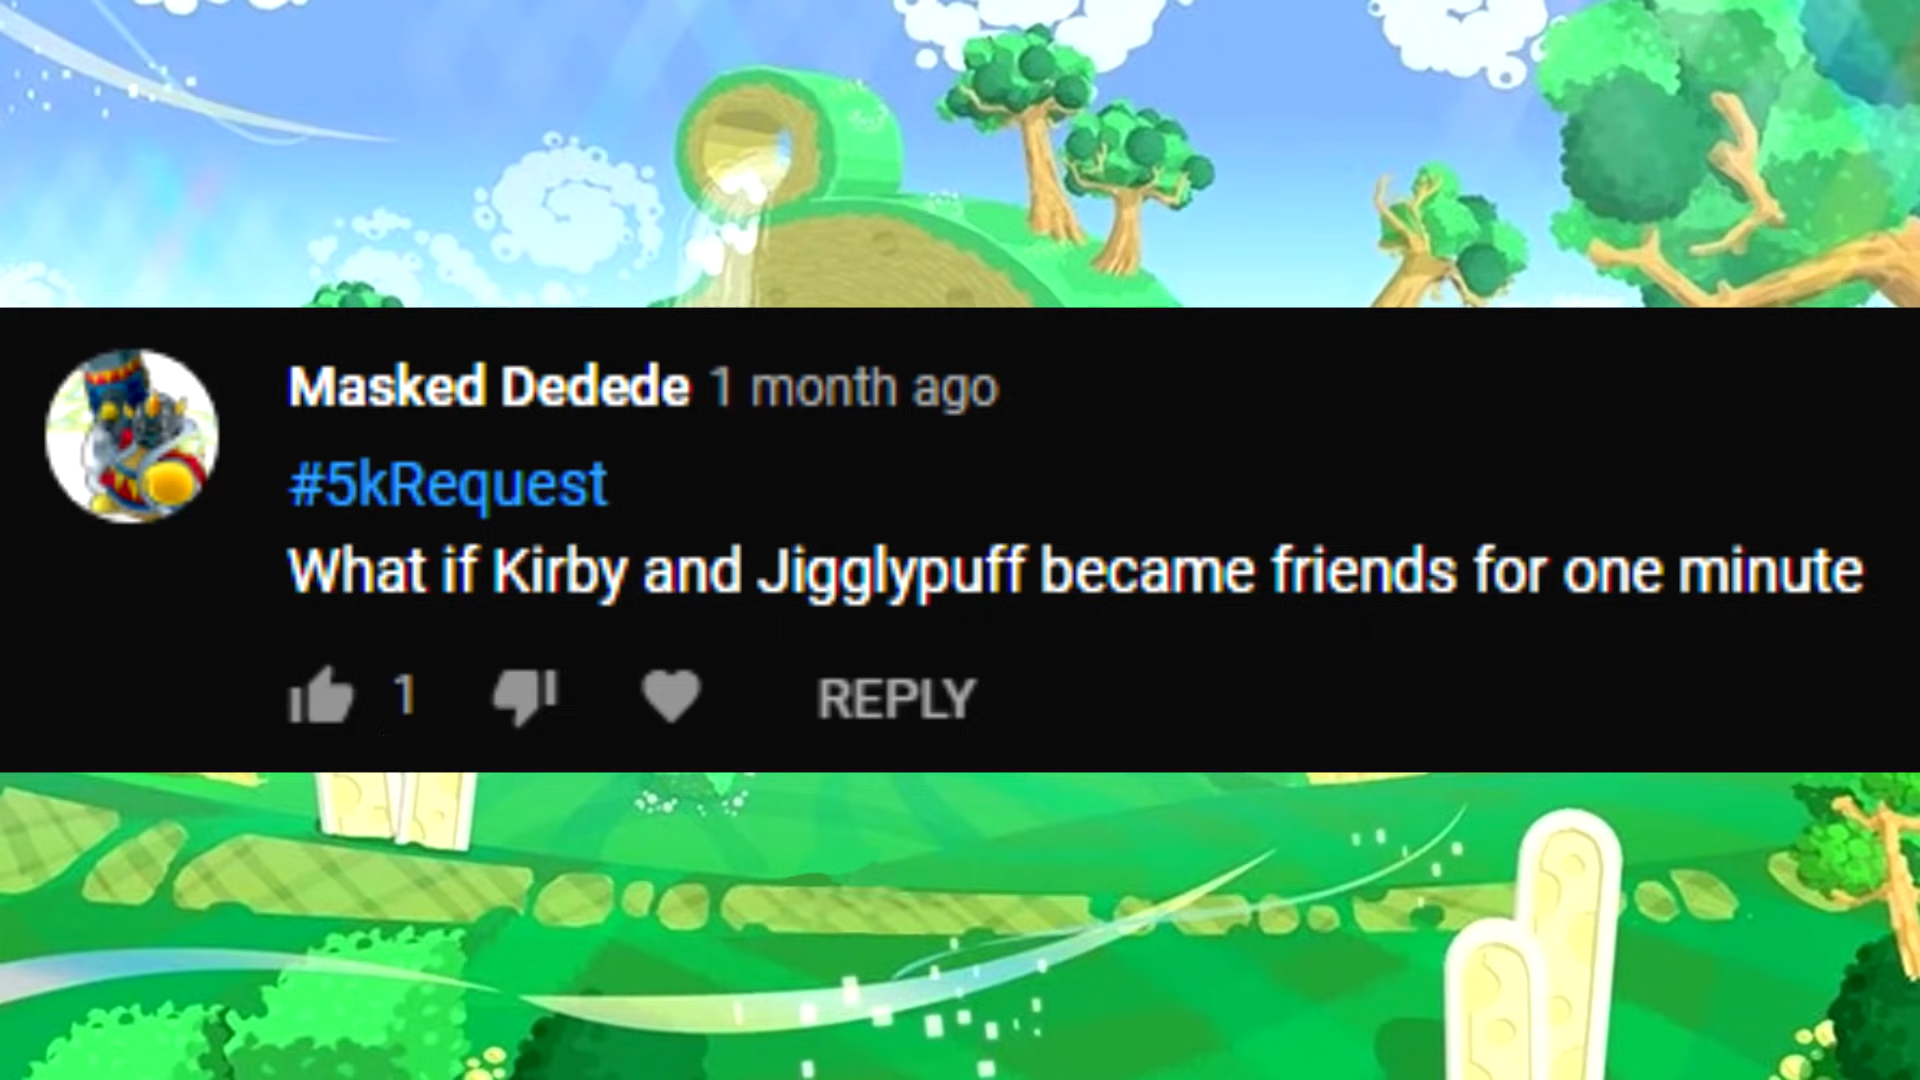 Masked Dedede 1 month ago
#5kRequest
What if Kirby and Jigglypuff became friends for one minute
1 REPLY